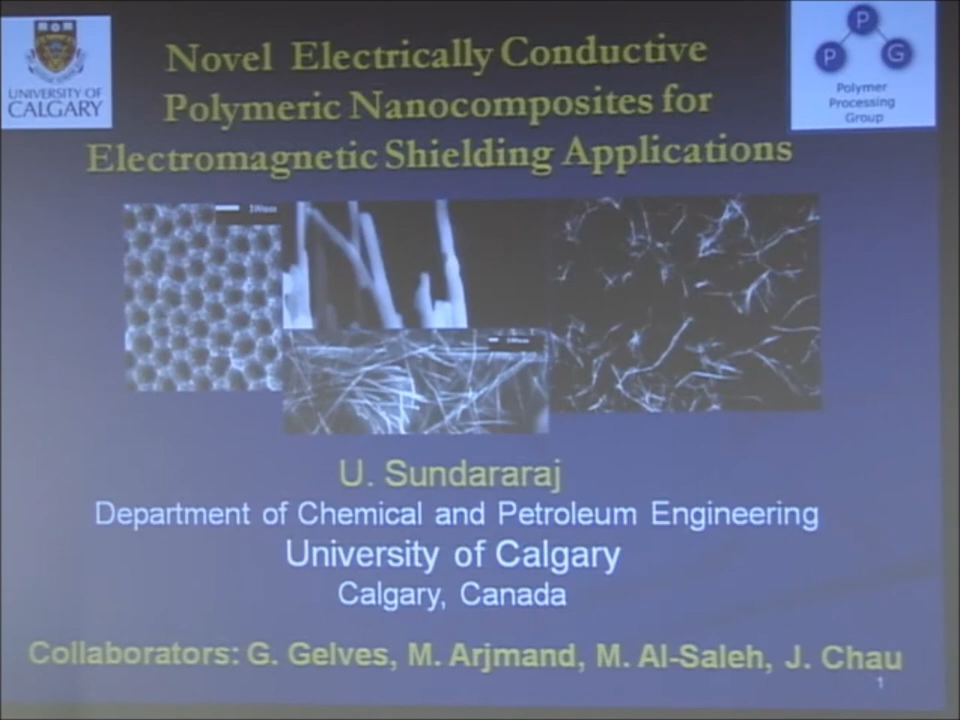 UNIVERSITY OF
CALGARY
Novel Electrically Conductive
Polymeric Nanocomposites for
Electromagnetic Shielding Applications
P
P
G
Polymer
Processing
Group
U. Sundararaj
Department of Chemical and Petroleum Engineering
University of Calgary
Calgary, Canada
Collaborators: G. Gelves, M. Arjmand, M. Al-Saleh, J. Chau
1